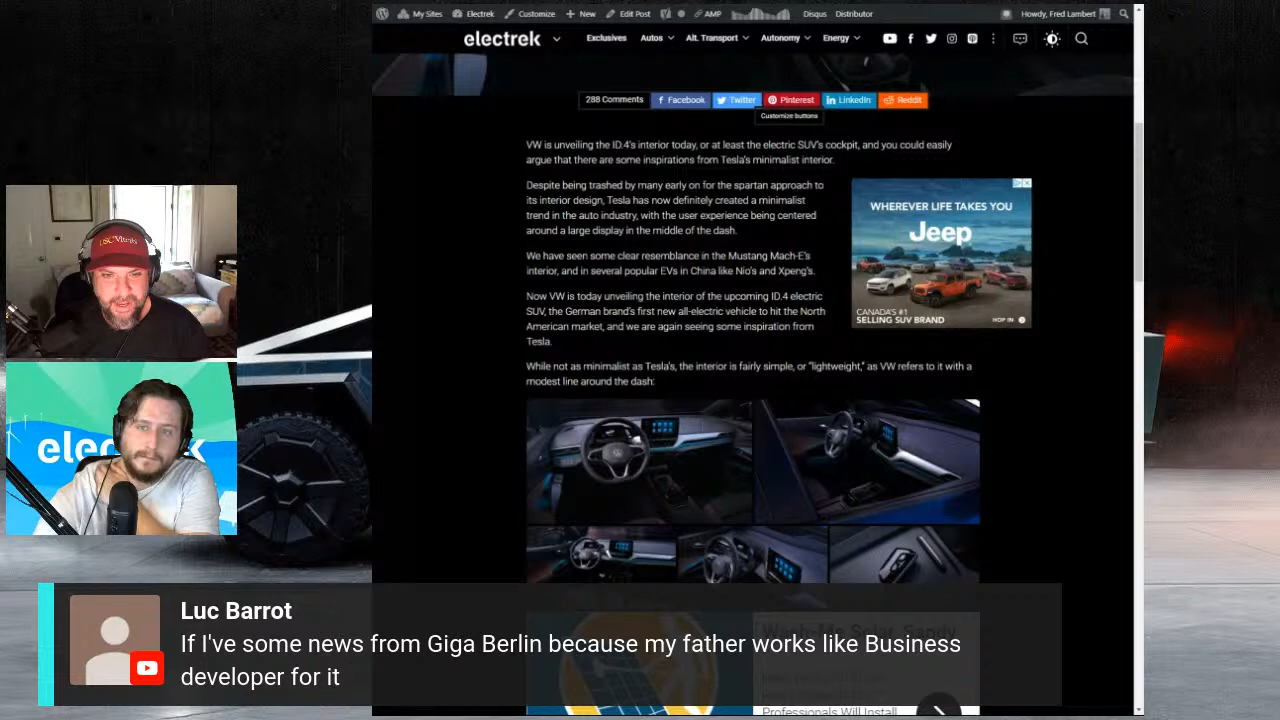 My Sites
Electrek
Customize
New
Edit Post
AMP
Disqus
Distributor
Howdy, Fred Lambert
electrek
Exclusives
Autos
Alt. Transport
Autonomy
Energy
288 Comments
Facebook
Twitter
Pinterest
LinkedIn
Reddit
Customize buttons
VW is unveiling the ID.4's interior today, or at least the electric SUV's cockpit, and you could easily
argue that there are some inspirations from Tesla's minimalist interior.
Despite being trashed by many early on for the spartan approach to
its interior design, Tesla has now definitely created a minimalist
trend in the auto industry, with the user experience being centered
around a large display in the middle of the dash.
We have seen some clear resemblance in the Mustang Mach-E's
interior, and in several popular EVs in China like Nio's and Xpeng's.
Now VW is today unveiling the interior of the upcoming ID.4 electric
SUV, the German brand's first new all-electric vehicle to hit the North
American market, and we are again seeing some inspiration from
Tesla.
While not as minimalist as Tesla's, the interior is fairly simple, or "lightweight," as VW refers to it with a
modest line around the dash:
WHEREVER LIFE TAKES YOU
Jeep
CANADA'S #1
SELLING SUV BRAND
HOP IN
electrek
Luc Barrot
If I've some news from Giga Berlin because my father works like Business
developer for it
Professionals Will Install